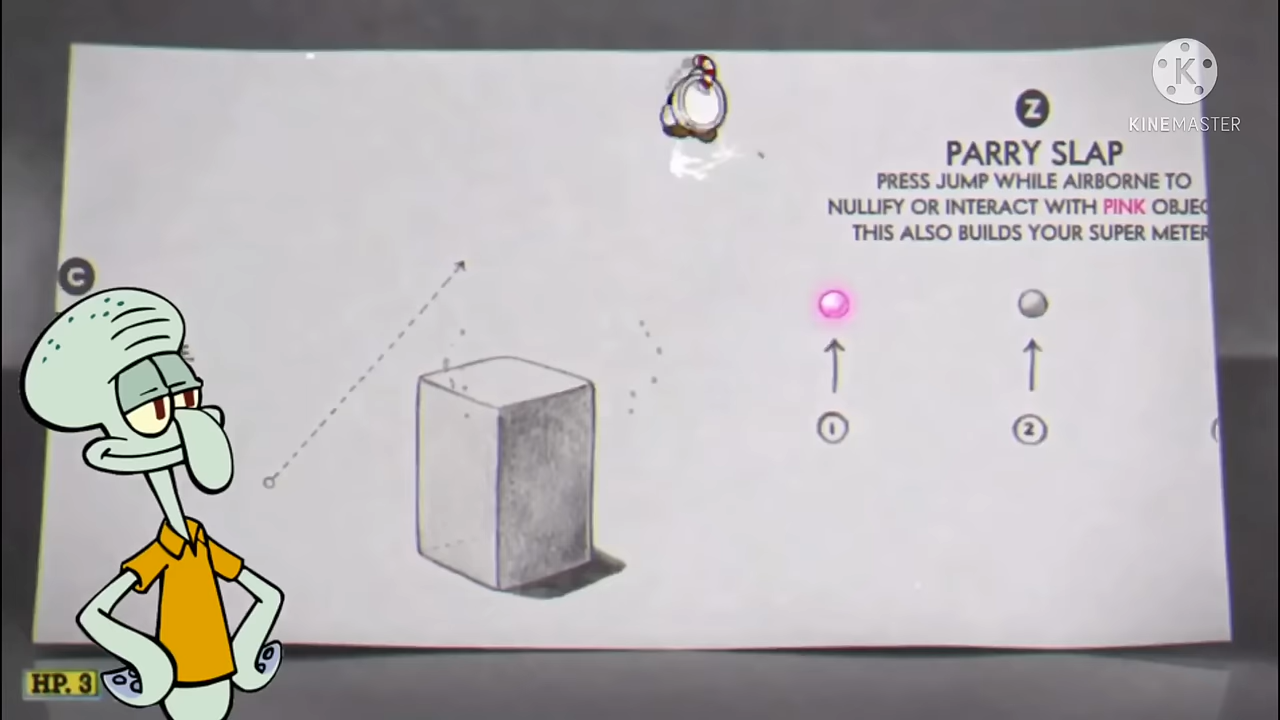 KINEMASTER
Z
PARRY SLAP
PRESS JUMP WHILE AIRBORNE TO
NULLIFY OR INTERACT WITH PINK
THIS ALSO BUILDS YOUR SUPER METER
C
1
2
HP. 3